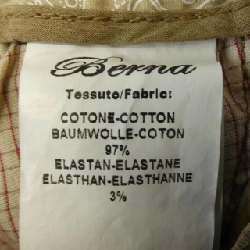 Berna
Tessuto/Fabric:
COTONE-COTTON
BAUMWOLLE-COTON
97%
ELASTAN-ELASTANE
ELASTHAN-ELASTHANNE
3%